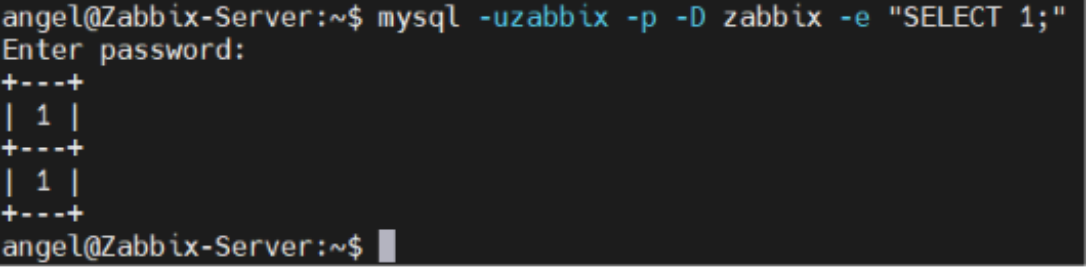 angel@Zabbix-Server:~$ mysql -uzabbix -p -D zabbix -e "SELECT 1;"
Enter password:
+---+
| 1 |
+---+
| 1 |
+---+
angel@Zabbix-Server:~$